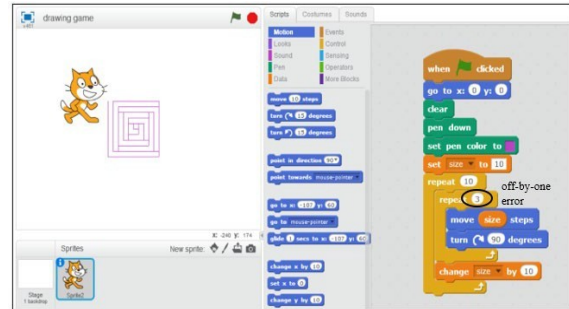 drawing game
Scripts Costumes Sounds
Motion Events
Looks Control
Sound Sensing
Pen Operators
Data More Blocks
move 10 steps
turn 15 degrees
turn 15 degrees
point in direction 90
point towards mouse-pointer
go to x: -107 y: 60
go to mouse-pointer
glide 1 secs to x: -107 y: 60
change x by 10
set x to 0
change y by 10
X: -240 Y: 174
Sprites New sprite:
Stage
1 backdrop
Sprite2
when clicked
go to x: 0 y: 0
clear
pen down
set pen color to
set size to 10
repeat 10
repeat 3
off-by-one
error
move size steps
turn 90 degrees
change size by 10